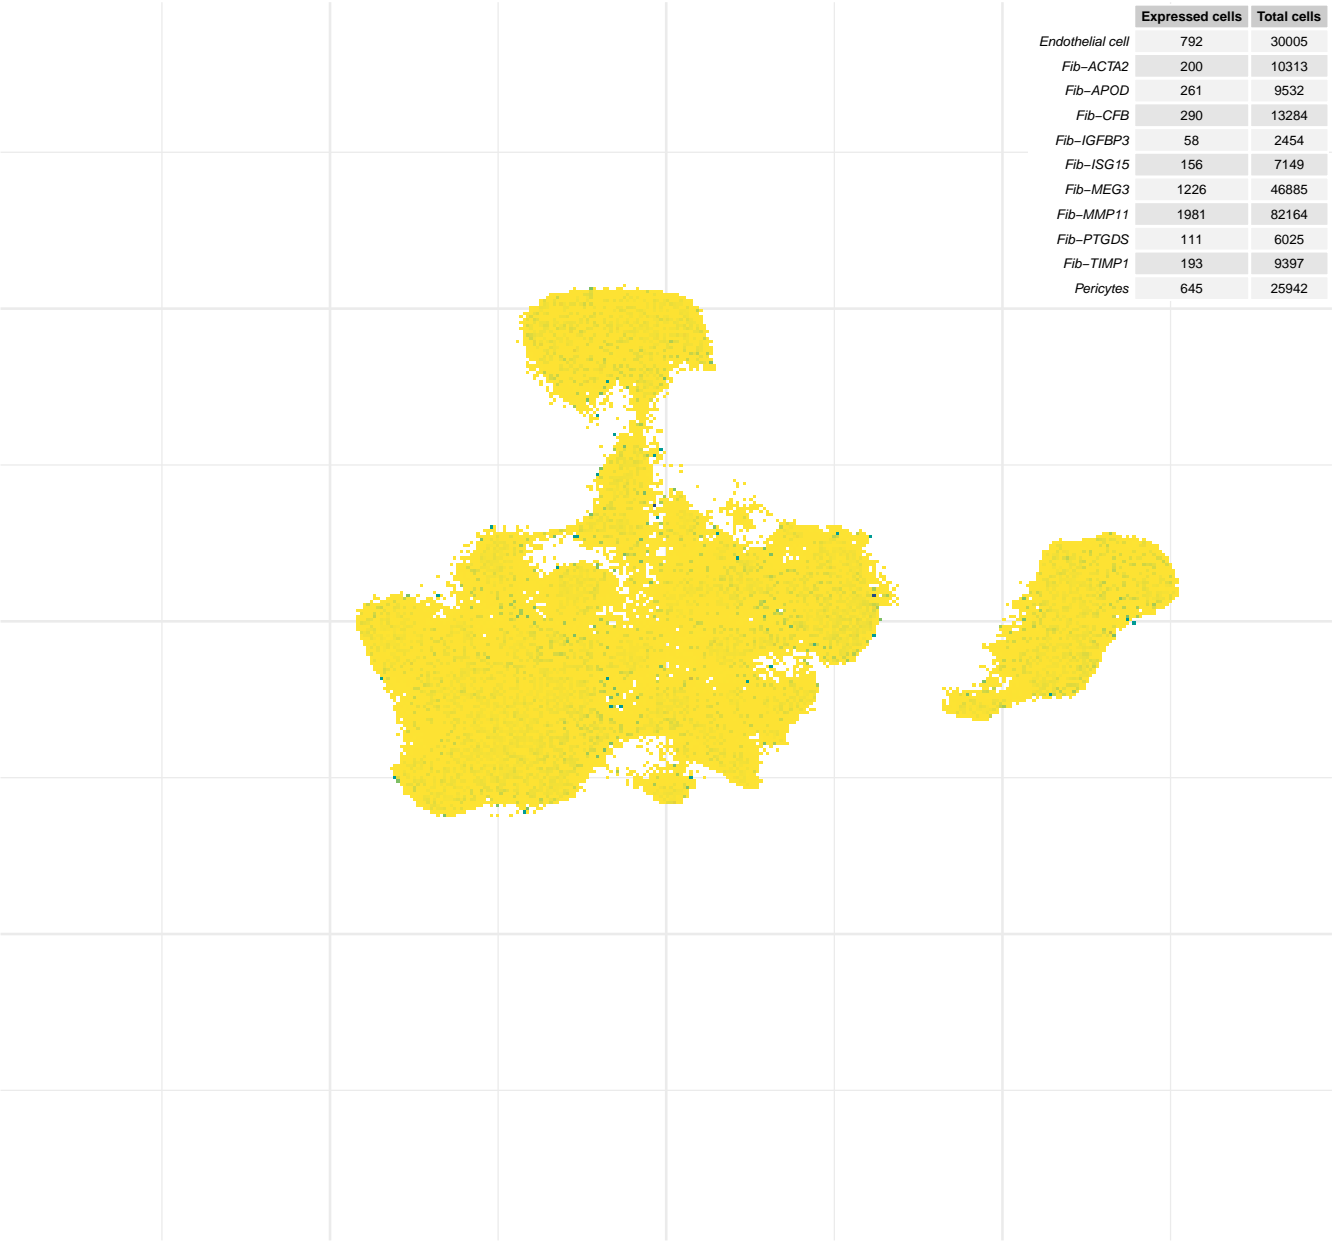 Expressed cells Total cells
Endothelial cell 792 30005
Fib−ACTA2 200 10313
Fib−APOD 261 9532
Fib−CFB 290 13284
Fib−IGFBP3 58 2454
Fib−ISG15 156 7149
Fib−MEG3 1226 46885
Fib−MMP11 1981 82164
Fib−PTGDS 111 6025
Fib−TIMP1 193 9397
Pericytes 645 25942